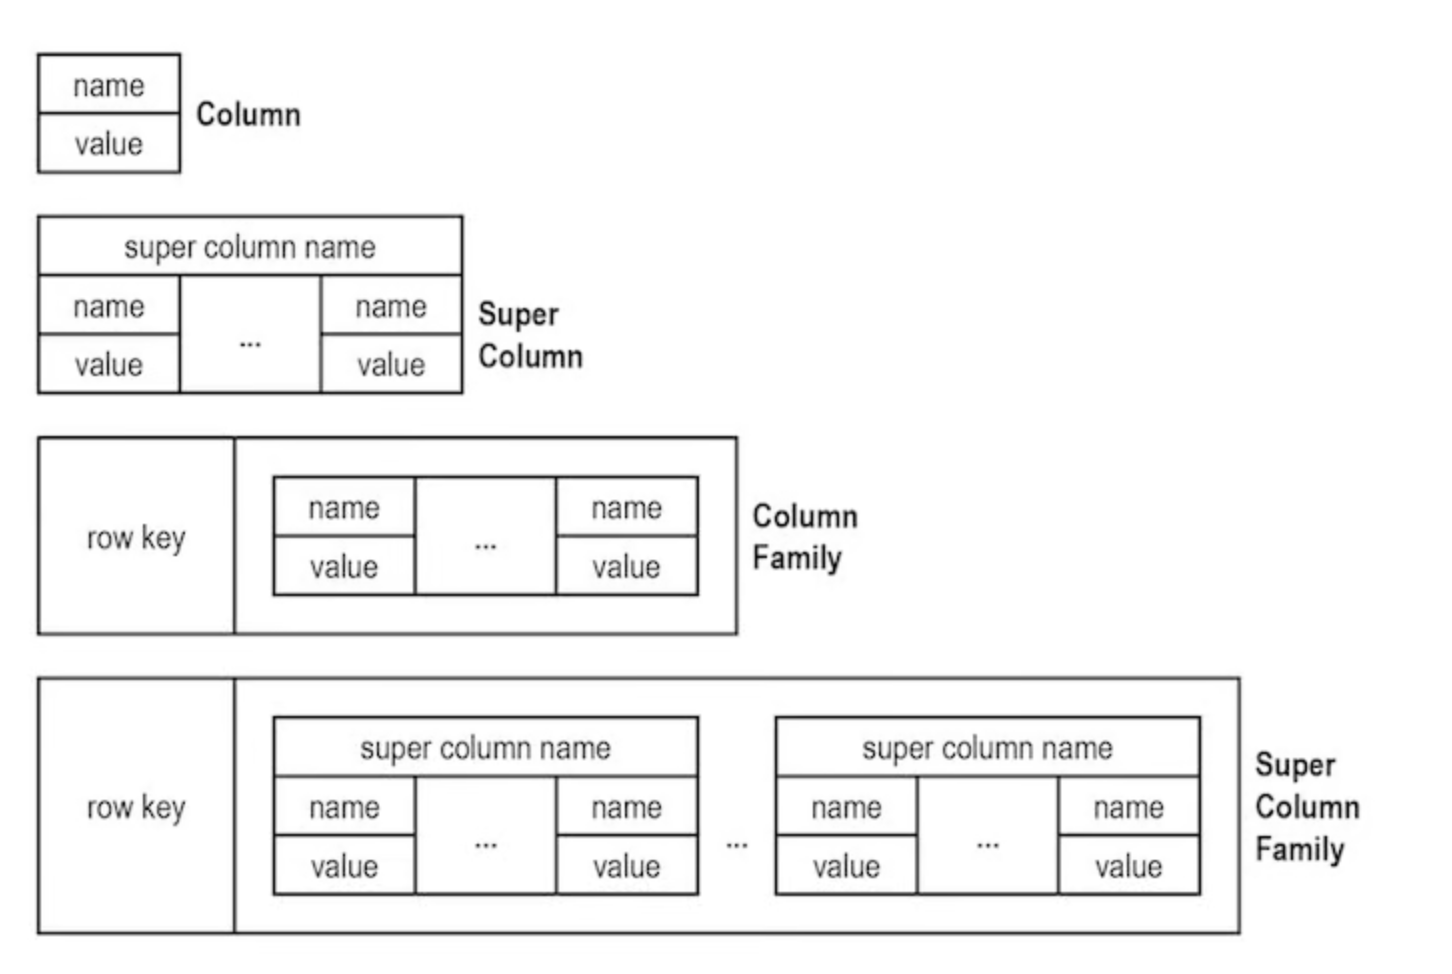 name
value
Column
super column name
name name
... 
value value
Super
Column
row key
name name
...
value value
Column
Family
row key
super column name super column name
name name name name
... ... ...
value value value value
Super
Column
Family